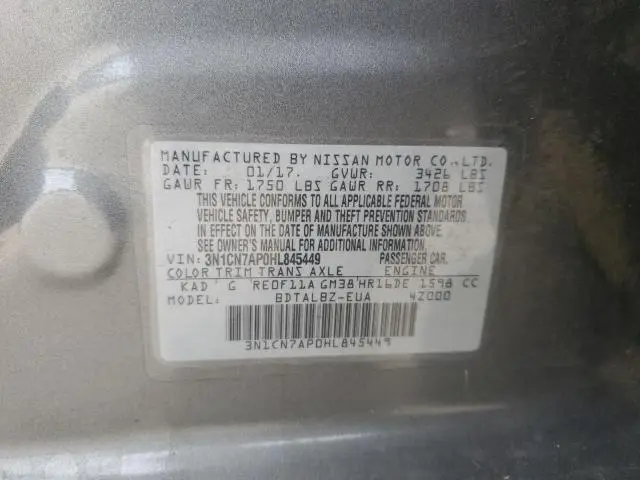 MANUFACTURED BY NISSAN MOTOR CO.,LTD.
DATE: 01/17. GVWR: 3426 LBS
GAWR FR: 1750 LBS GAWR RR: 1708 LBS
THIS VEHICLE CONFORMS TO ALL APPLICABLE FEDERAL MOTOR
VEHICLE SAFETY, BUMPER AND THEFT PREVENTION STANDARDS
IN EFFECT ON THE DATE OF MANUFACTURE SHOWN ABOVE.
SEE OWNER'S MANUAL FOR ADDITIONAL INFORMATION.
VIN: 3N1CN7AP0HL845449 PASSENGER CAR.
COLOR TRIM TRANS AXLE ENGINE
KAD G RE0F11A GM38 HR16DE 1598 CC
BDTALBZ-EUA 4Z000
3N1CN7AP0HL845449